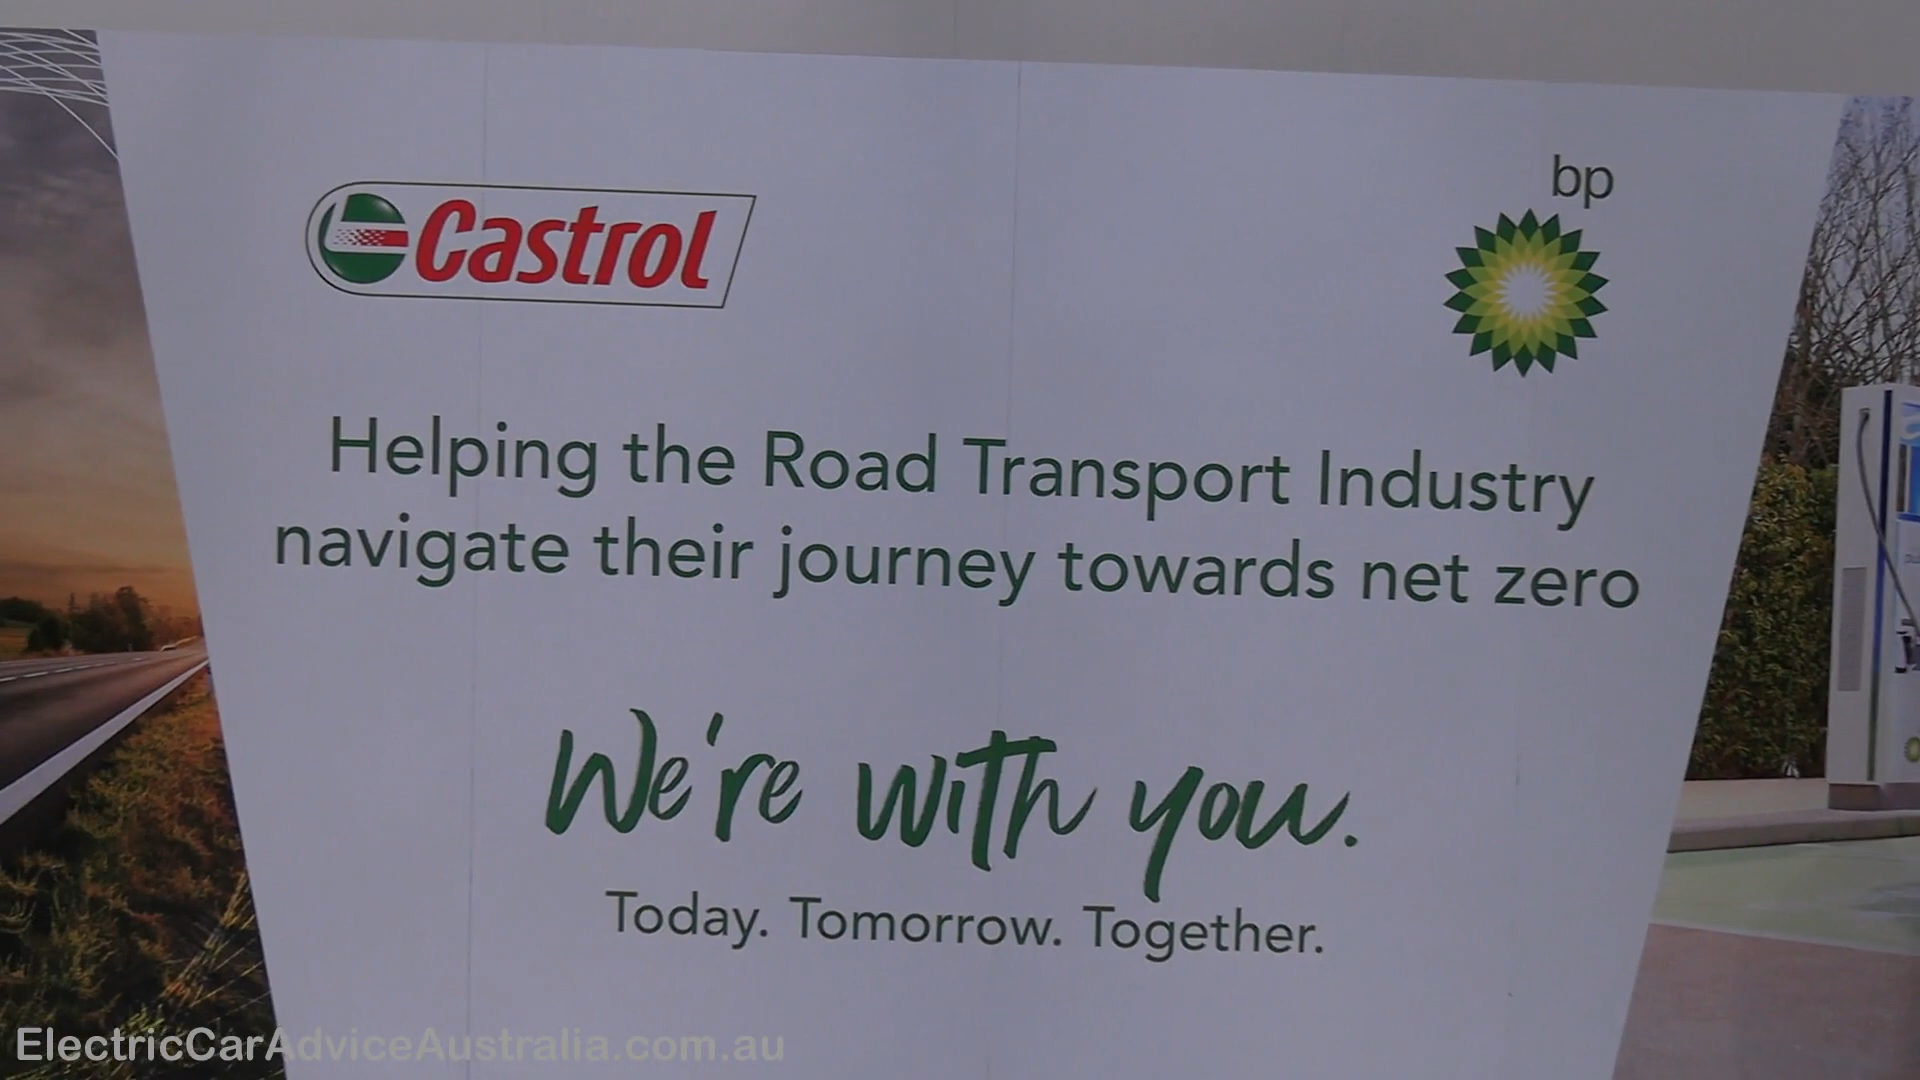 bp
Castrol
Helping the Road Transport Industry
navigate their journey towards net zero
We're with you.
Today. Tomorrow. Together.
ElectricCarAdviceAustralia.com.au